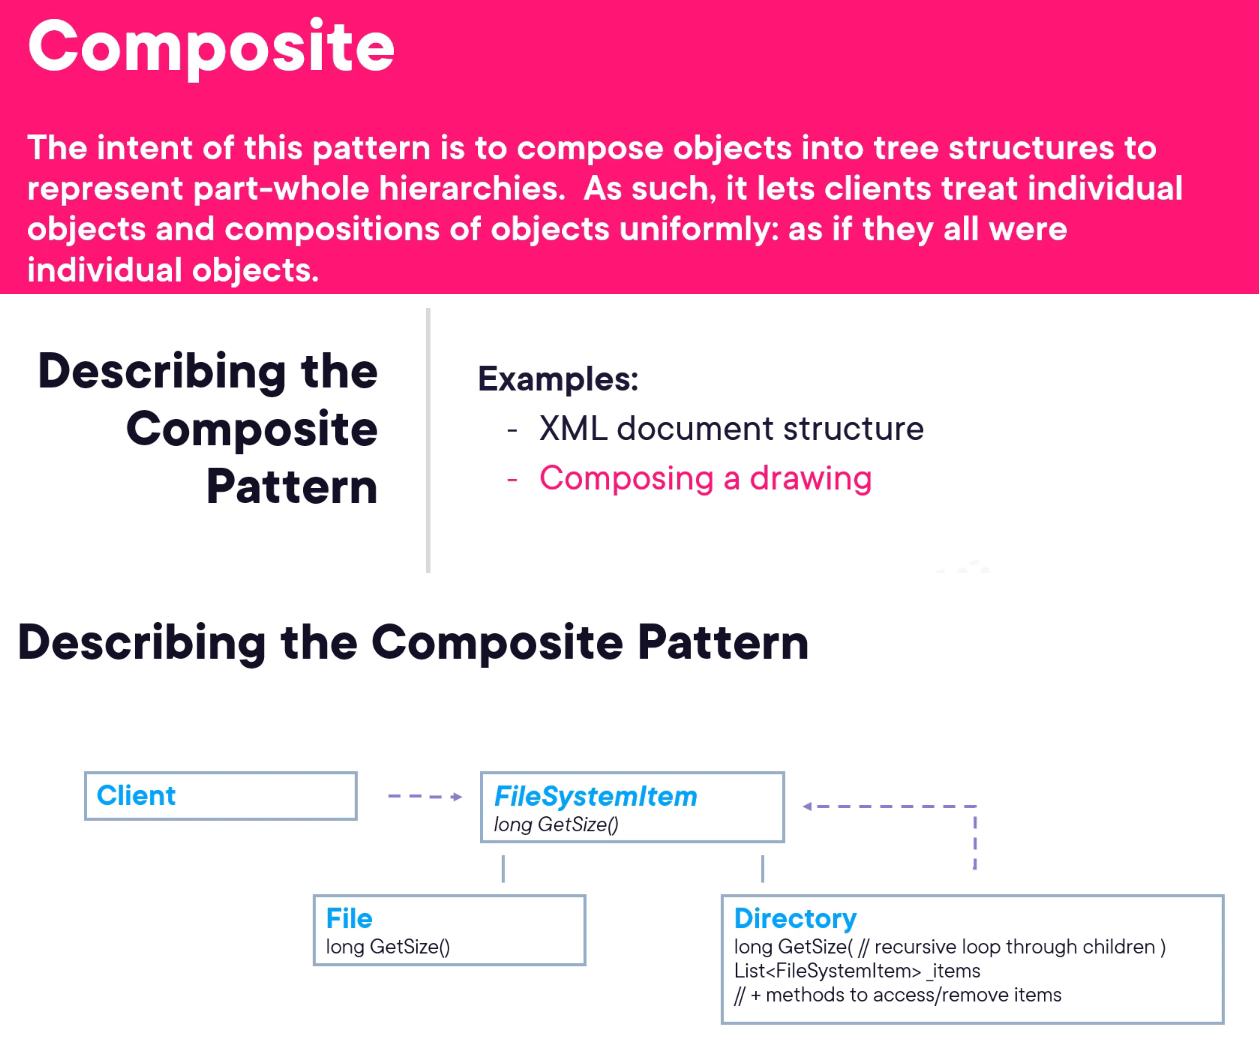 Composite
The intent of this pattern is to compose objects into tree structures to
represent part-whole hierarchies.  As such, it lets clients treat individual
objects and compositions of objects uniformly: as if they all were
individual objects.
Describing the
Composite
Pattern
Examples:
- XML document structure
- Composing a drawing
Describing the Composite Pattern
Client
FileSystemItem
long GetSize()
File
long GetSize()
Directory
long GetSize( // recursive loop through children )
List<FileSystemItem> _items
// + methods to access/remove items